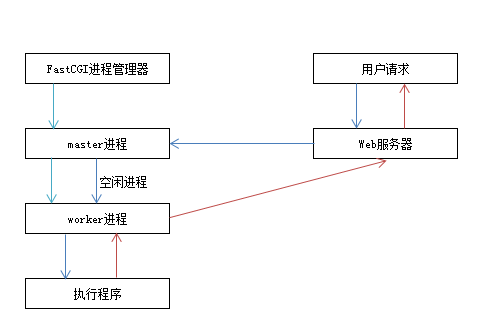 FastCGI进程管理器
用户请求
master进程
Web服务器
空闲进程
worker进程
执行程序